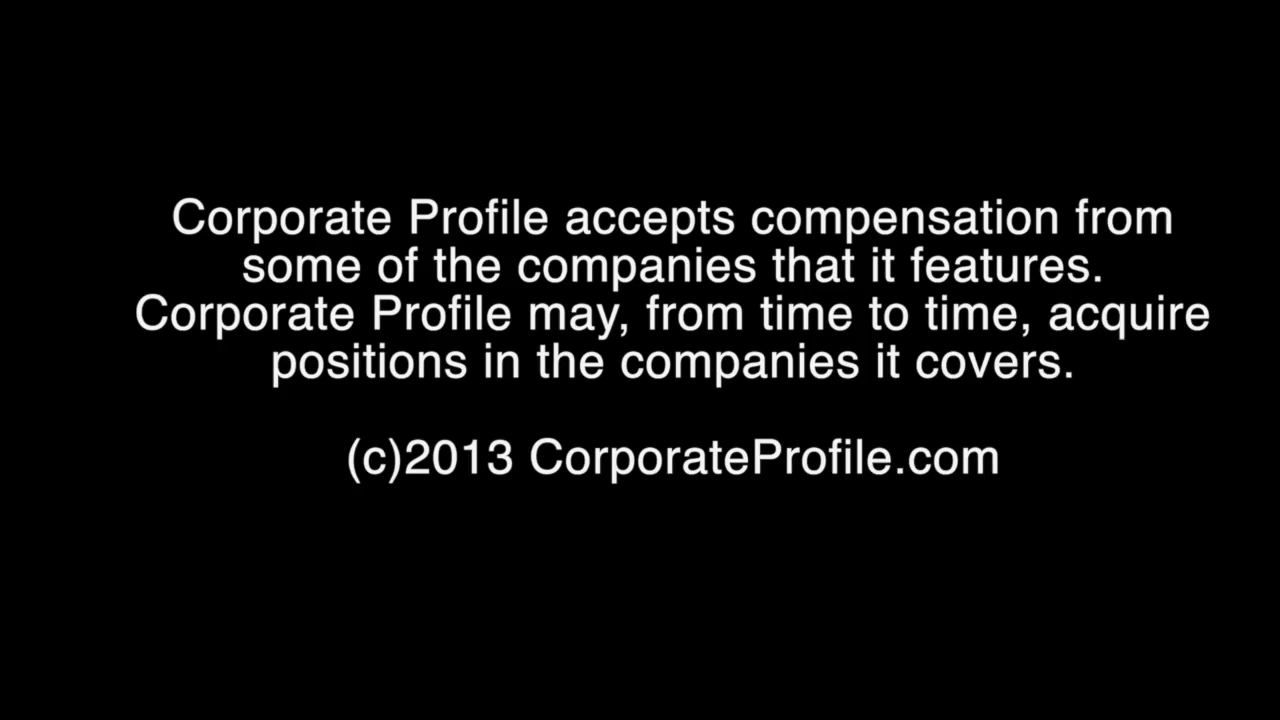 Corporate Profile accepts compensation from
some of the companies that it features.
Corporate Profile may, from time to time, acquire
positions in the companies it covers.
(c)2013 CorporateProfile.com